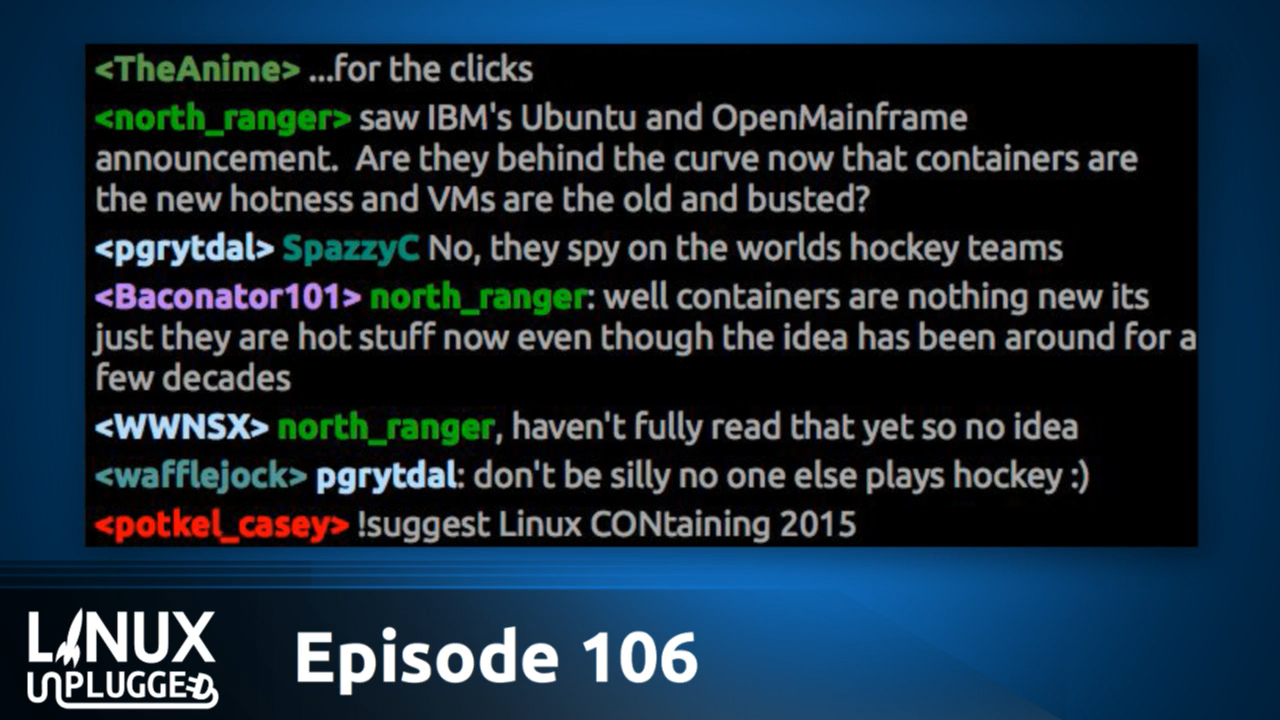 <TheAnime> ...for the clicks
<north_ranger> saw IBM's Ubuntu and OpenMainframe
announcement.  Are they behind the curve now that containers are
the new hotness and VMs are the old and busted?
<pgrytdal> SpazzyC No, they spy on the worlds hockey teams
<Baconator101> north_ranger: well containers are nothing new its
just they are hot stuff now even though the idea has been around for a
few decades
<WWNSX> north_ranger, haven't fully read that yet so no idea
<wafflejock> pgrytdal: don't be silly no one else plays hockey :)
<potkel_casey> !suggest Linux CONtaining 2015
LINUX
UNPLUGGED
Episode 106